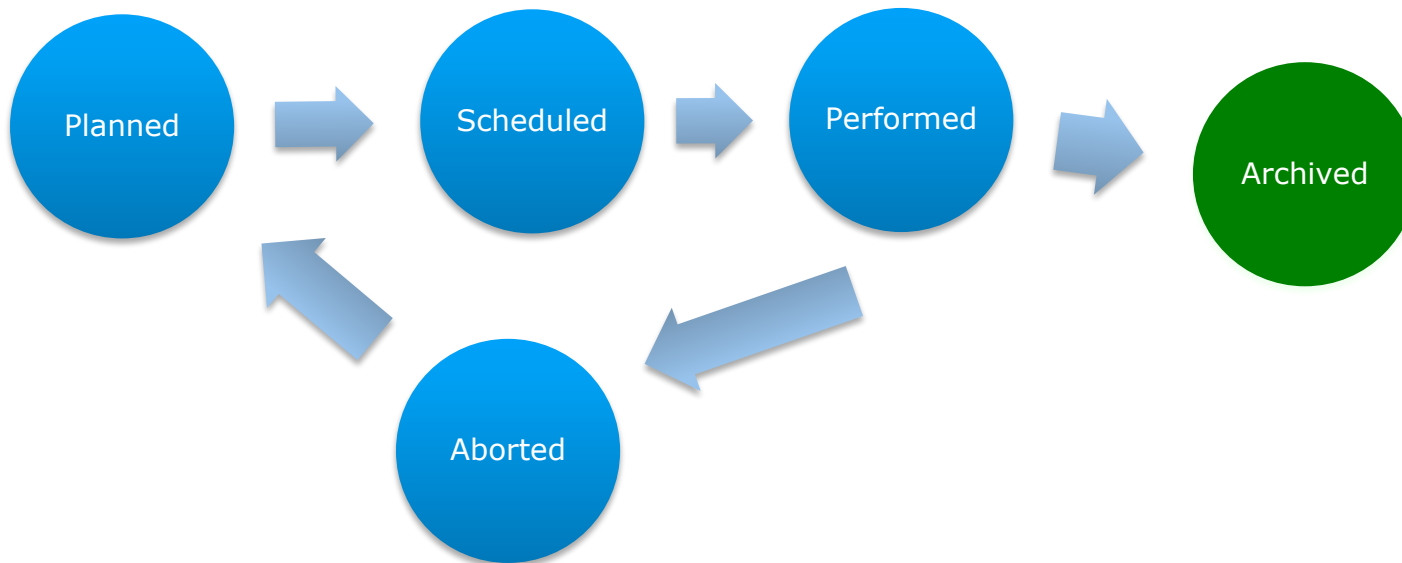 Planned
Scheduled
Performed
Archived
Aborted